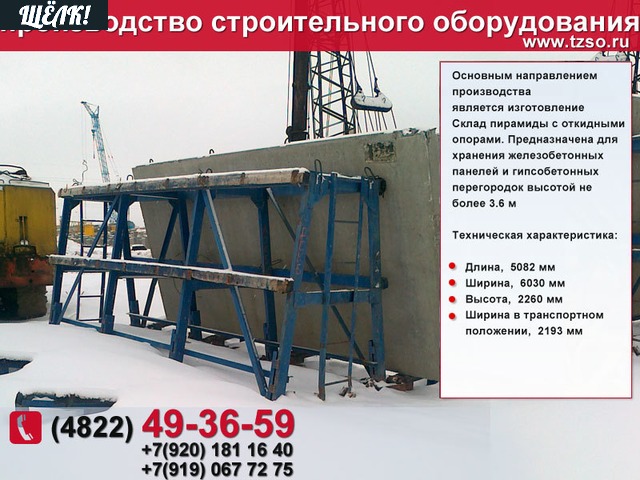 ЩЁЛК!
производство строительного оборудования
www.tzso.ru
Основным направлением
производства
является изготовление
Склад пирамиды с откидными
опорами. Предназначена для
хранения железобетонных
панелей и гипсобетонных
перегородок высотой не
более 3.6 м
Техническая характеристика:
Длина, 5082 мм
Ширина, 6030 мм
Высота, 2260 мм
Ширина в транспортном
положении, 2193 мм
(4822) 49-36-59
+7(920) 181 16 40
+7(919) 067 72 75